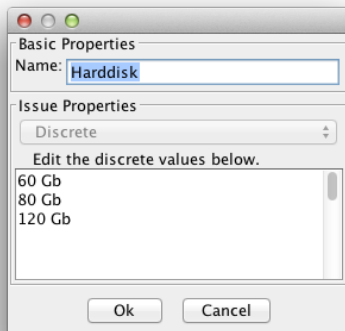 Basic Properties
Name: Harddisk
Issue Properties
Discrete
Edit the discrete values below.
60 Gb
80 Gb
120 Gb
Ok Cancel